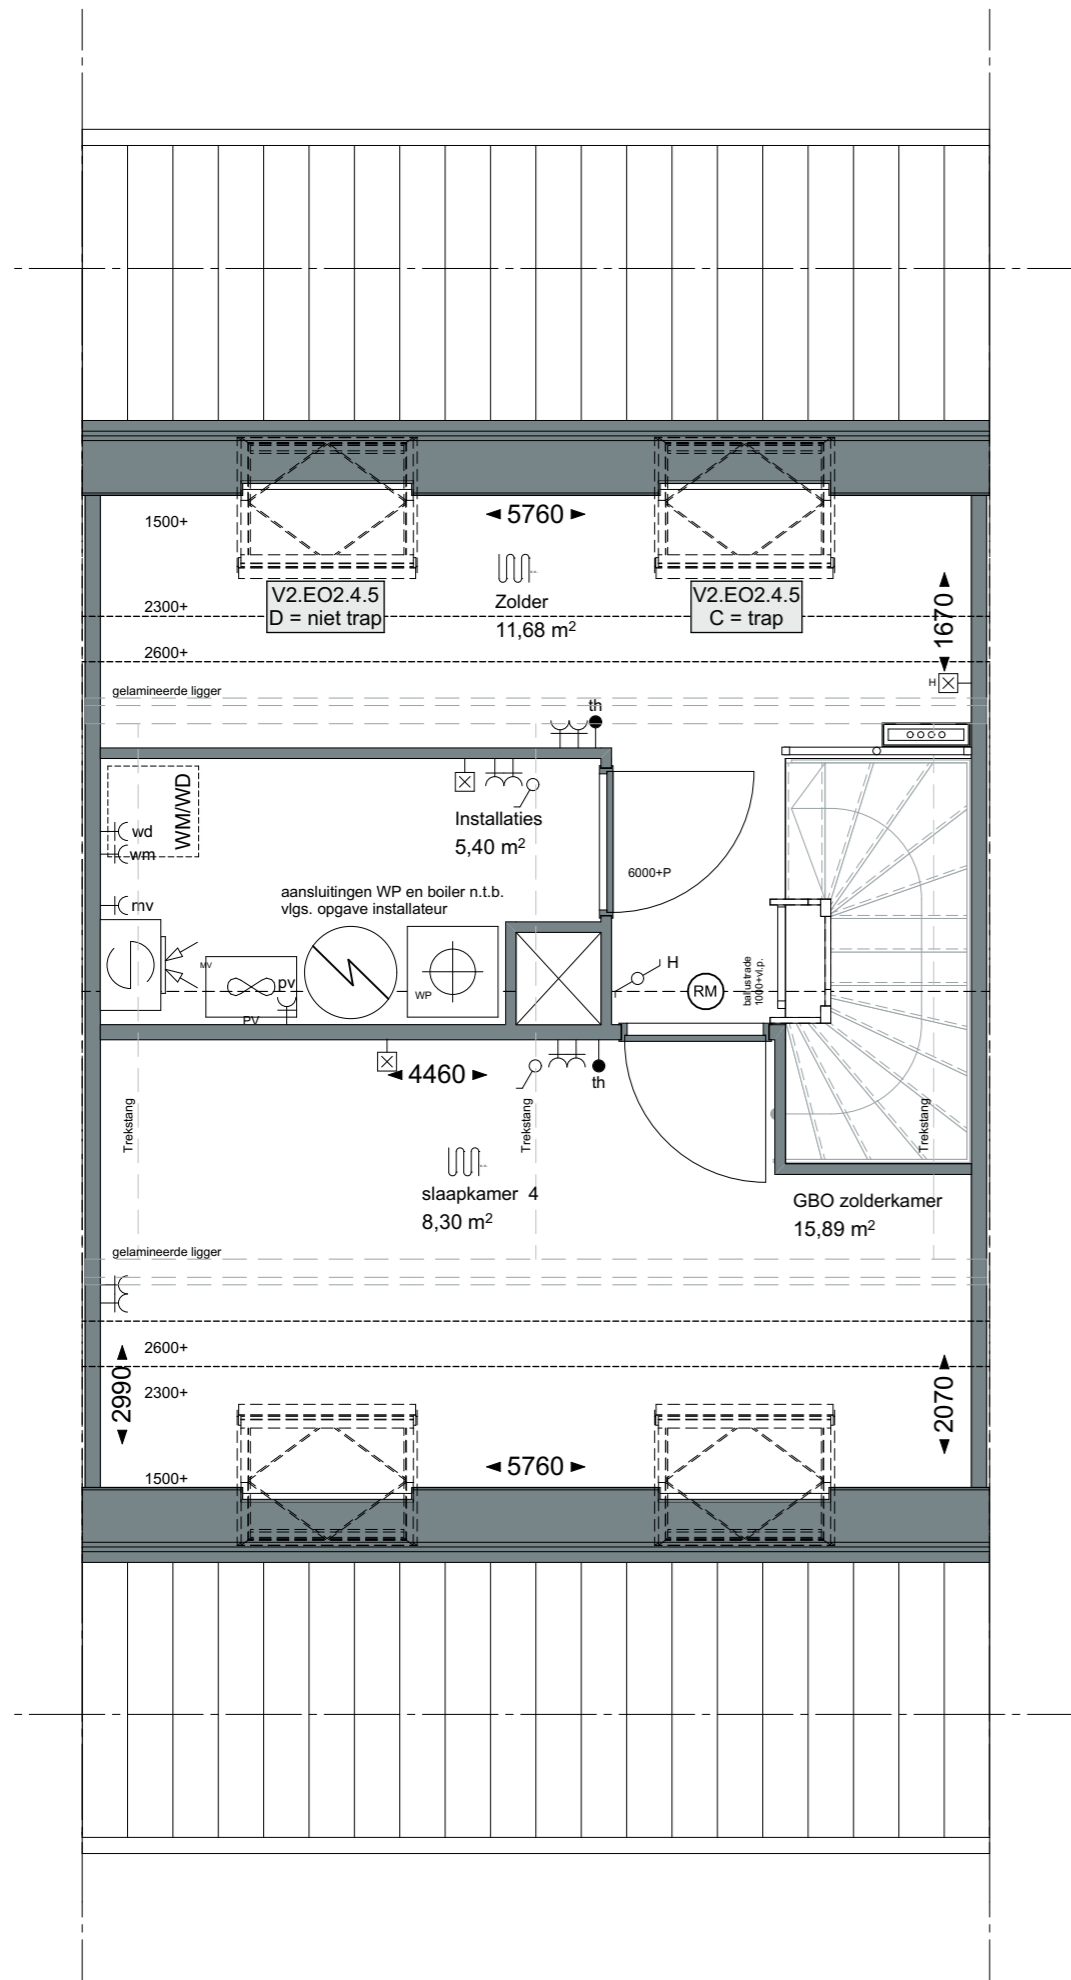 1500+
5760
V2.EO2.4.5
D = niet trap
V2.EO2.4.5
C = trap
Zolder
11,68 m²
2300+
1670
2600+
H
gelamineerde ligger
th
WM/WD
wd
wm
mv
Installaties
5,40 m²
6000+P
aansluitingen WP en boiler n.t.b.
vlgs. opgave installateur
MV
pv
PV
WP
H
RM
ballustrade
1000+vl.p.
4460
th
Trekstang
Trekstang
Trekstang
slaapkamer 4
8,30 m²
GBO zolderkamer
15,89 m²
gelamineerde ligger
2600+
2990
2300+
2070
1500+
5760